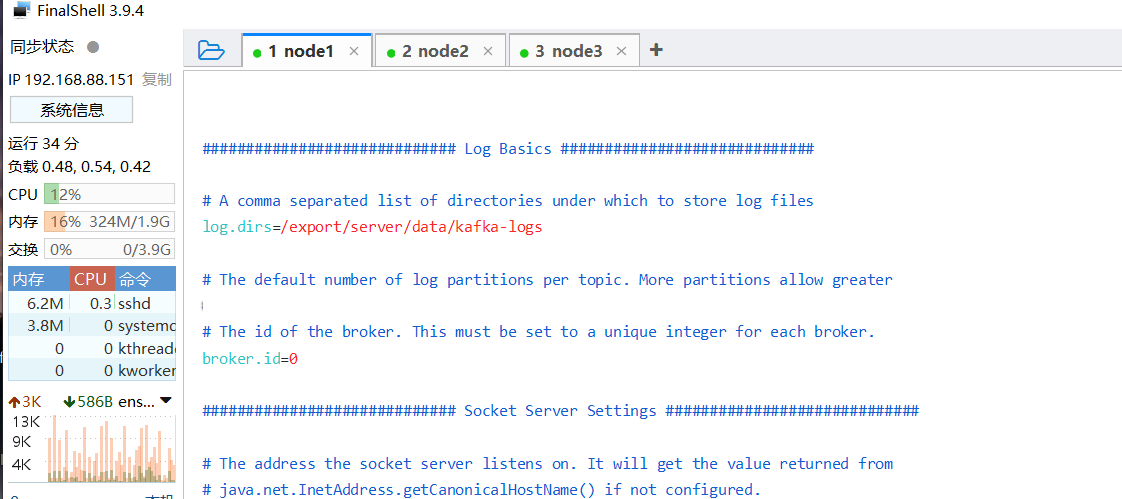 FinalShell 3.9.4
同步状态
1 node1
2 node2
3 node3
IP 192.168.88.151 复制
系统信息
运行 34 分
负载 0.48, 0.54, 0.42
CPU 12%
内存 16% 324M/1.9G
交换 0% 0/3.9G
内存 CPU 命令
6.2M 0.3 sshd
3.8M 0 systemd
0 0 kthreade
0 0 kworker
3K 586B ens...
13K
9K
4K
############################# Log Basics #############################
# A comma separated list of directories under which to store log files
log.dirs=/export/server/data/kafka-logs
# The default number of log partitions per topic. More partitions allow greater
# The id of the broker. This must be set to a unique integer for each broker.
broker.id=0
############################# Socket Server Settings #############################
# The address the socket server listens on. It will get the value returned from
# java.net.InetAddress.getCanonicalHostName() if not configured.